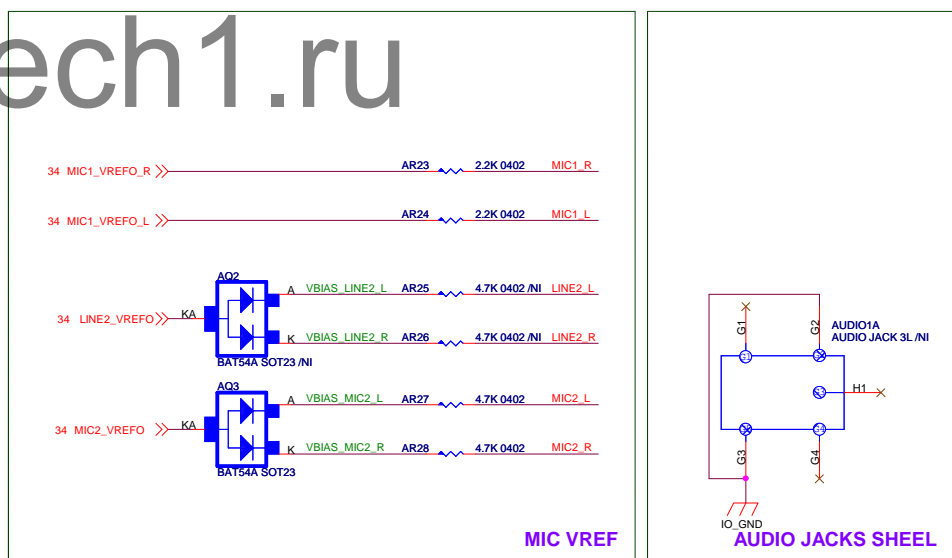 ech1.ru
34 MIC1_VREFO_R AR23 2.2K 0402 MIC1_R
34 MIC1_VREFO_L AR24 2.2K 0402 MIC1_L
AQ2
34 LINE2_VREFO KA A VBIAS_LINE2_L AR25 4.7K 0402 /NI LINE2_L
K VBIAS_LINE2_R AR26 4.7K 0402 /NI LINE2_R
BAT54A SOT23 /NI
AQ3
34 MIC2_VREFO KA A VBIAS_MIC2_L AR27 4.7K 0402 MIC2_L
K VBIAS_MIC2_R AR28 4.7K 0402 MIC2_R
BAT54A SOT23
MIC VREF
G1 G2
AUDIO1A
AUDIO JACK 3L /NI
G1
H1
G4
G3 G4
IO_GND
AUDIO JACKS SHEEL